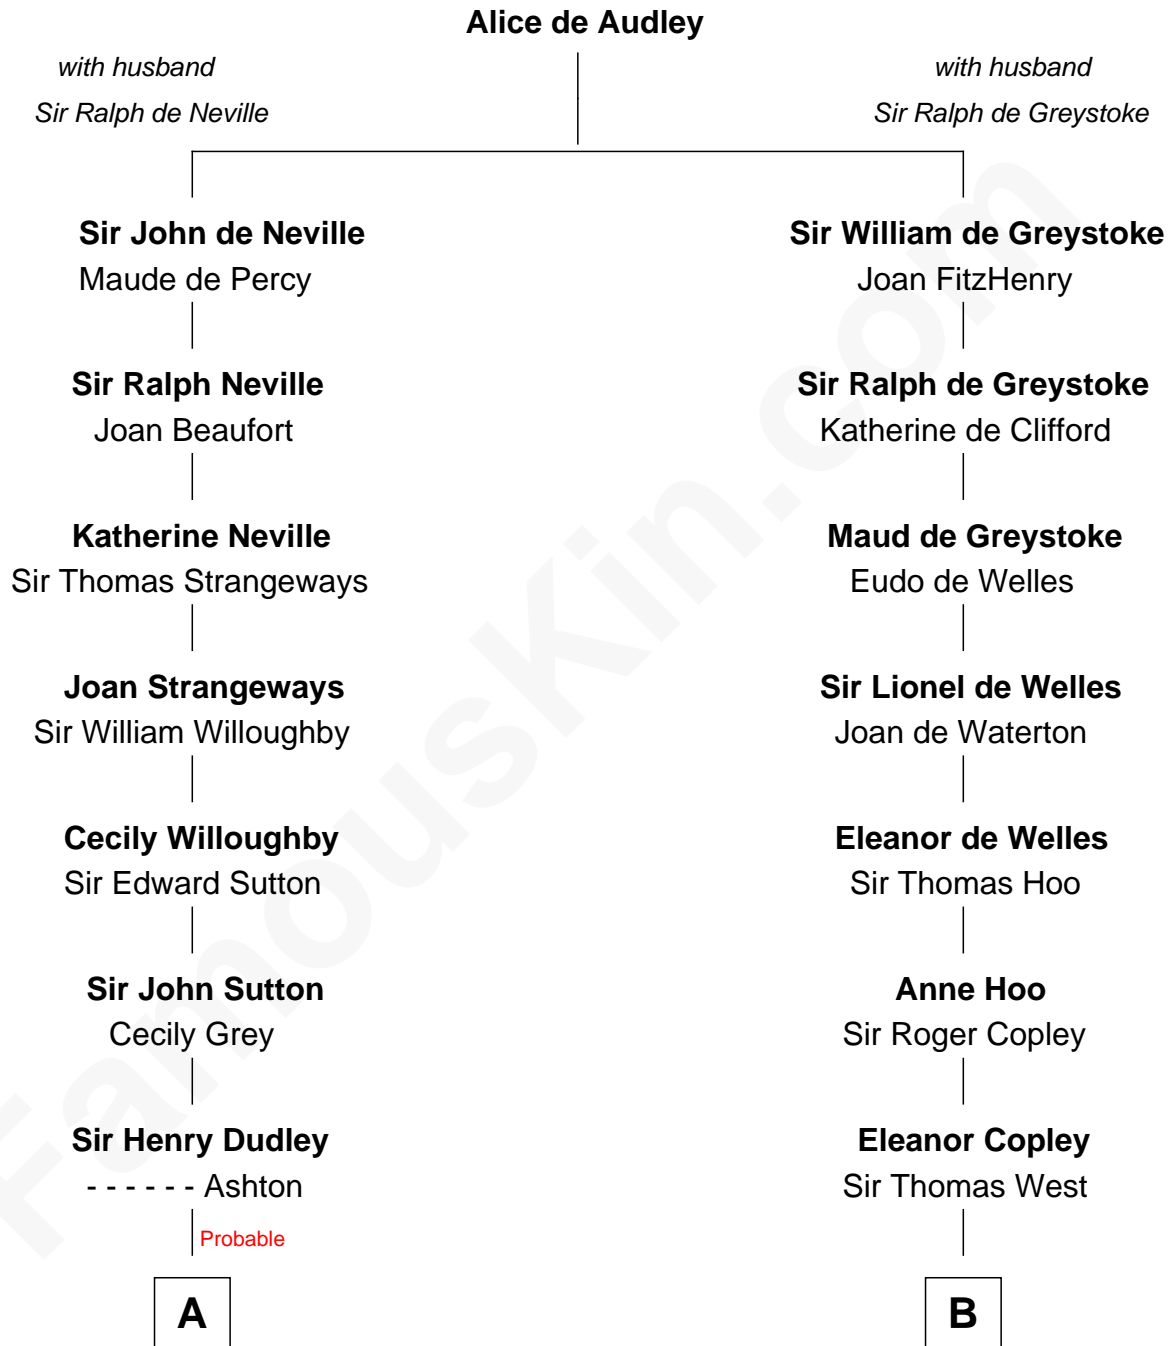 Alice de Audley
with husband
Sir Ralph de Neville
with husband
Sir Ralph de Greystoke
Sir John de Neville
Maude de Percy
Sir William de Greystoke
Joan FitzHenry
Sir Ralph Neville
Joan Beaufort
Sir Ralph de Greystoke
Katherine de Clifford
Katherine Neville
Sir Thomas Strangeways
Maud de Greystoke
Eudo de Welles
Joan Strangeways
Sir William Willoughby
Sir Lionel de Welles
Joan de Waterton
Cecily Willoughby
Sir Edward Sutton
Eleanor de Welles
Sir Thomas Hoo
Sir John Sutton
Cecily Grey
Anne Hoo
Sir Roger Copley
Sir Henry Dudley
- - - - - - Ashton
Probable
Eleanor Copley
Sir Thomas West
A
B
FamousKin.com